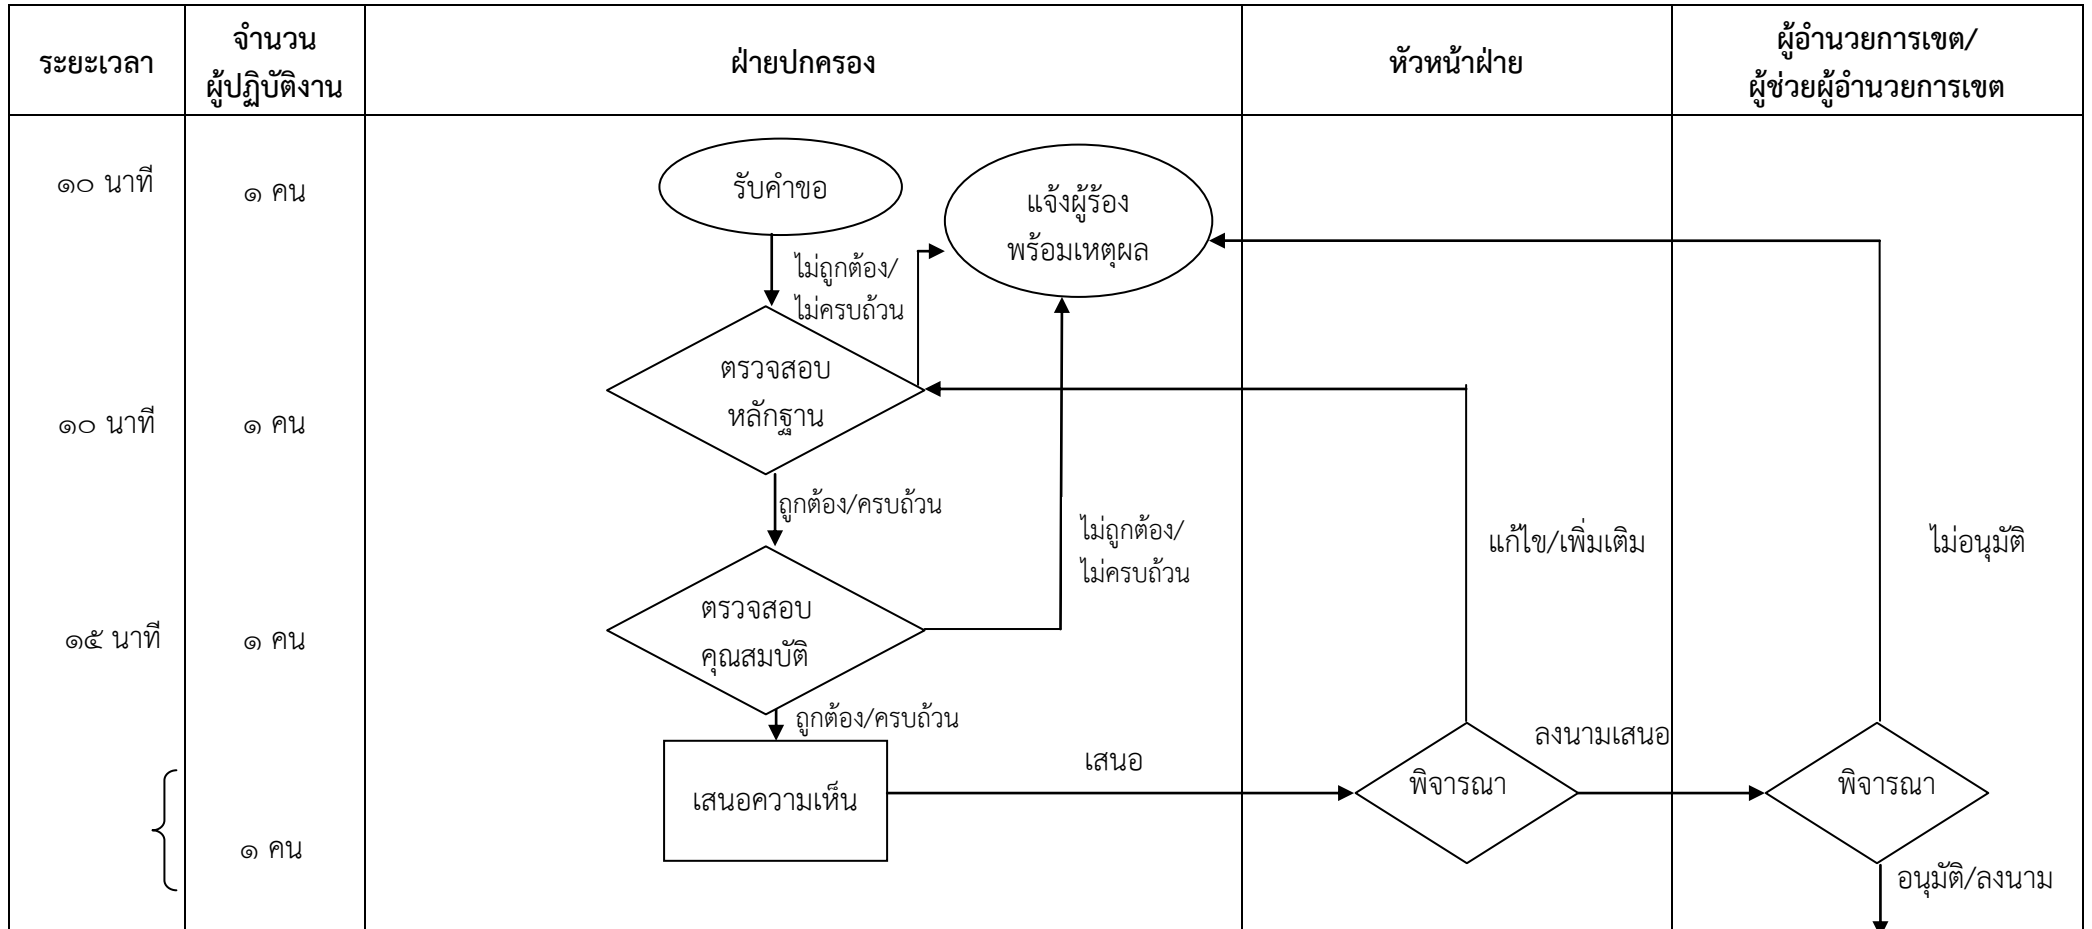 ระยะเวลา
จำนวน
ผู้ปฏิบัติงาน
ฝ่ายปกครอง
หัวหน้าฝ่าย
ผู้อำนวยการเขต/
ผู้ช่วยผู้อำนวยการเขต
๑๐ นาที
๑ คน
รับคำขอ
แจ้งผู้ร้อง
พร้อมเหตุผล
ไม่ถูกต้อง/
ไม่ครบถ้วน
ตรวจสอบ
หลักฐาน
๑๐ นาที
๑ คน
ถูกต้อง/ครบถ้วน
ไม่ถูกต้อง/
ไม่ครบถ้วน
แก้ไข/เพิ่มเติม
ไม่อนุมัติ
๑๕ นาที
๑ คน
ตรวจสอบ
คุณสมบัติ
ถูกต้อง/ครบถ้วน
เสนอ
ลงนามเสนอ
เสนอความเห็น
พิจารณา
พิจารณา
๑ คน
อนุมัติ/ลงนาม